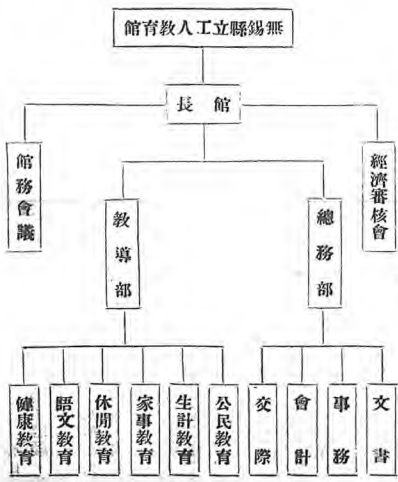 無錫縣立工人教育館
館長
經濟審核會
館務會議
總務部
教導部
文書
事務
會計
交際
公民教育
生計教育
家事教育
休閒教育
語文教育
健康教育